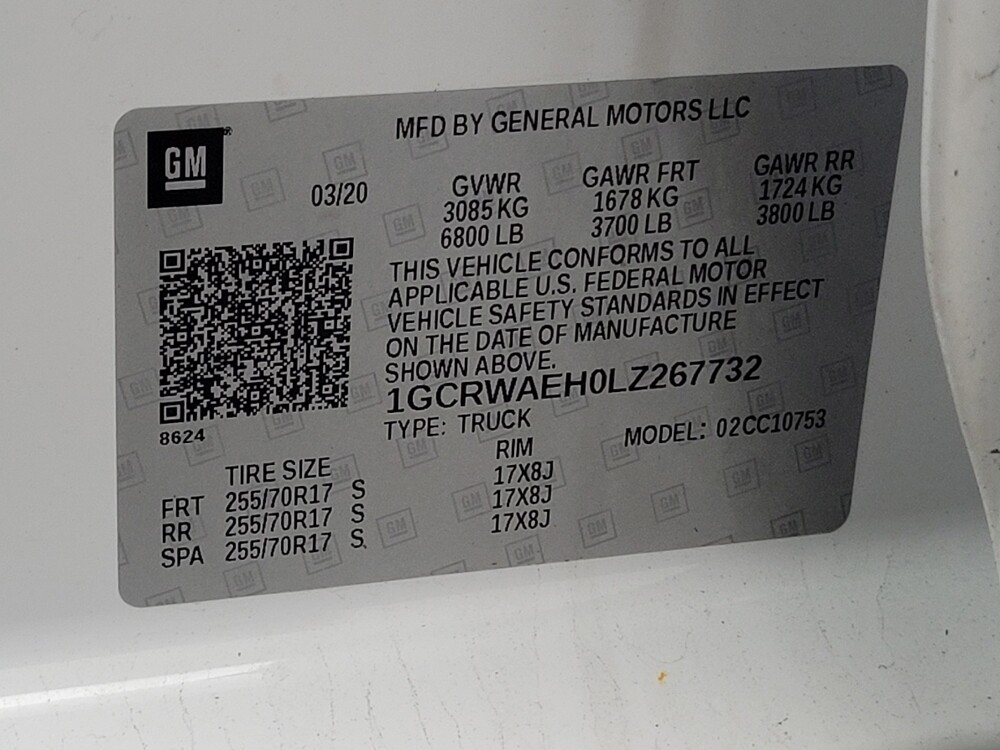 GM
MFD BY GENERAL MOTORS LLC
03/20
GVWR GAWR FRT GAWR RR
3085 KG 1678 KG 1724 KG
6800 LB 3700 LB 3800 LB
THIS VEHICLE CONFORMS TO ALL
APPLICABLE U.S. FEDERAL MOTOR
VEHICLE SAFETY STANDARDS IN EFFECT
ON THE DATE OF MANUFACTURE
SHOWN ABOVE.
1GCRWAEH0LZ267732
8624
TYPE: TRUCK MODEL: 02CC10753
TIRE SIZE RIM
FRT 255/70R17 S 17X8J
RR 255/70R17 S 17X8J
SPA 255/70R17 S 17X8J